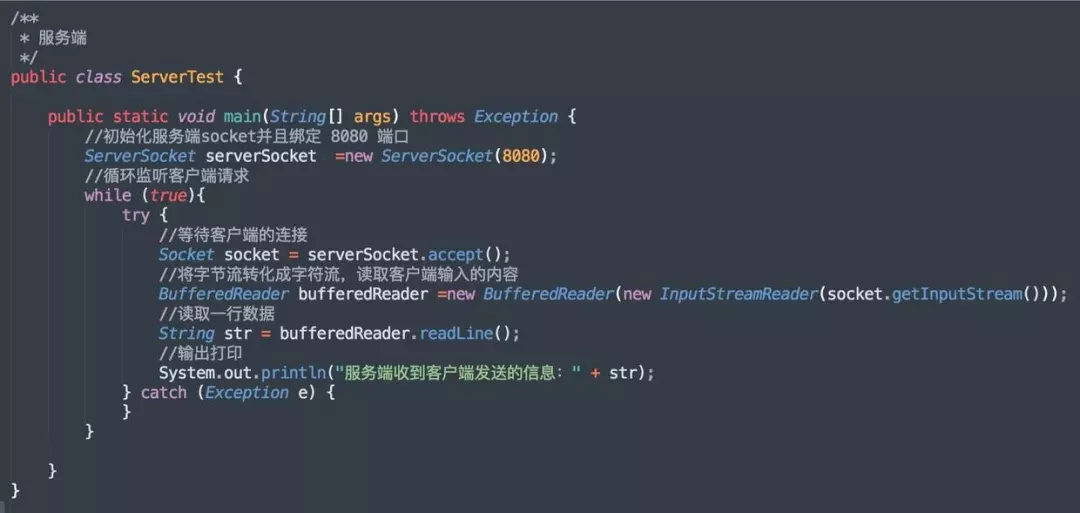 /**
 * 服务端
 */
public class ServerTest {
    public static void main(String[] args) throws Exception {
        //初始化服务端socket并且绑定 8080 端口
        ServerSocket serverSocket  =new ServerSocket(8080);
        //循环监听客户端请求
        while (true){
            try {
                //等待客户端的连接
                Socket socket = serverSocket.accept();
                //将字节流转化成字符流，读取客户端输入的内容
                BufferedReader bufferedReader =new BufferedReader(new InputStreamReader(socket.getInputStream()));
                //读取一行数据
                String str = bufferedReader.readLine();
                //输出打印
                System.out.println("服务端收到客户端发送的信息：" + str);
            } catch (Exception e) {
            }
        }
    }
}